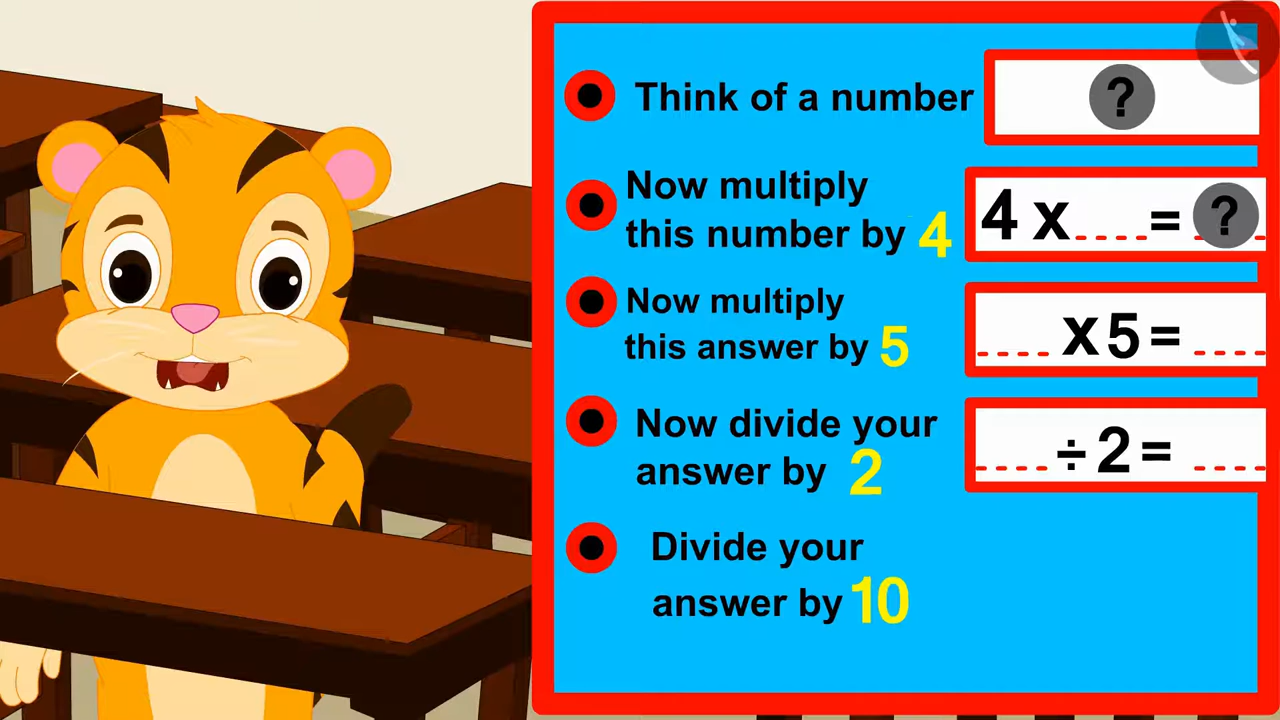 Think of a number ?
Now multiply
this number by 4
4 x ---- = ?
Now multiply
this answer by 5
---- x 5 = ----
Now divide your
answer by 2
---- ÷ 2 = ----
Divide your
answer by 10